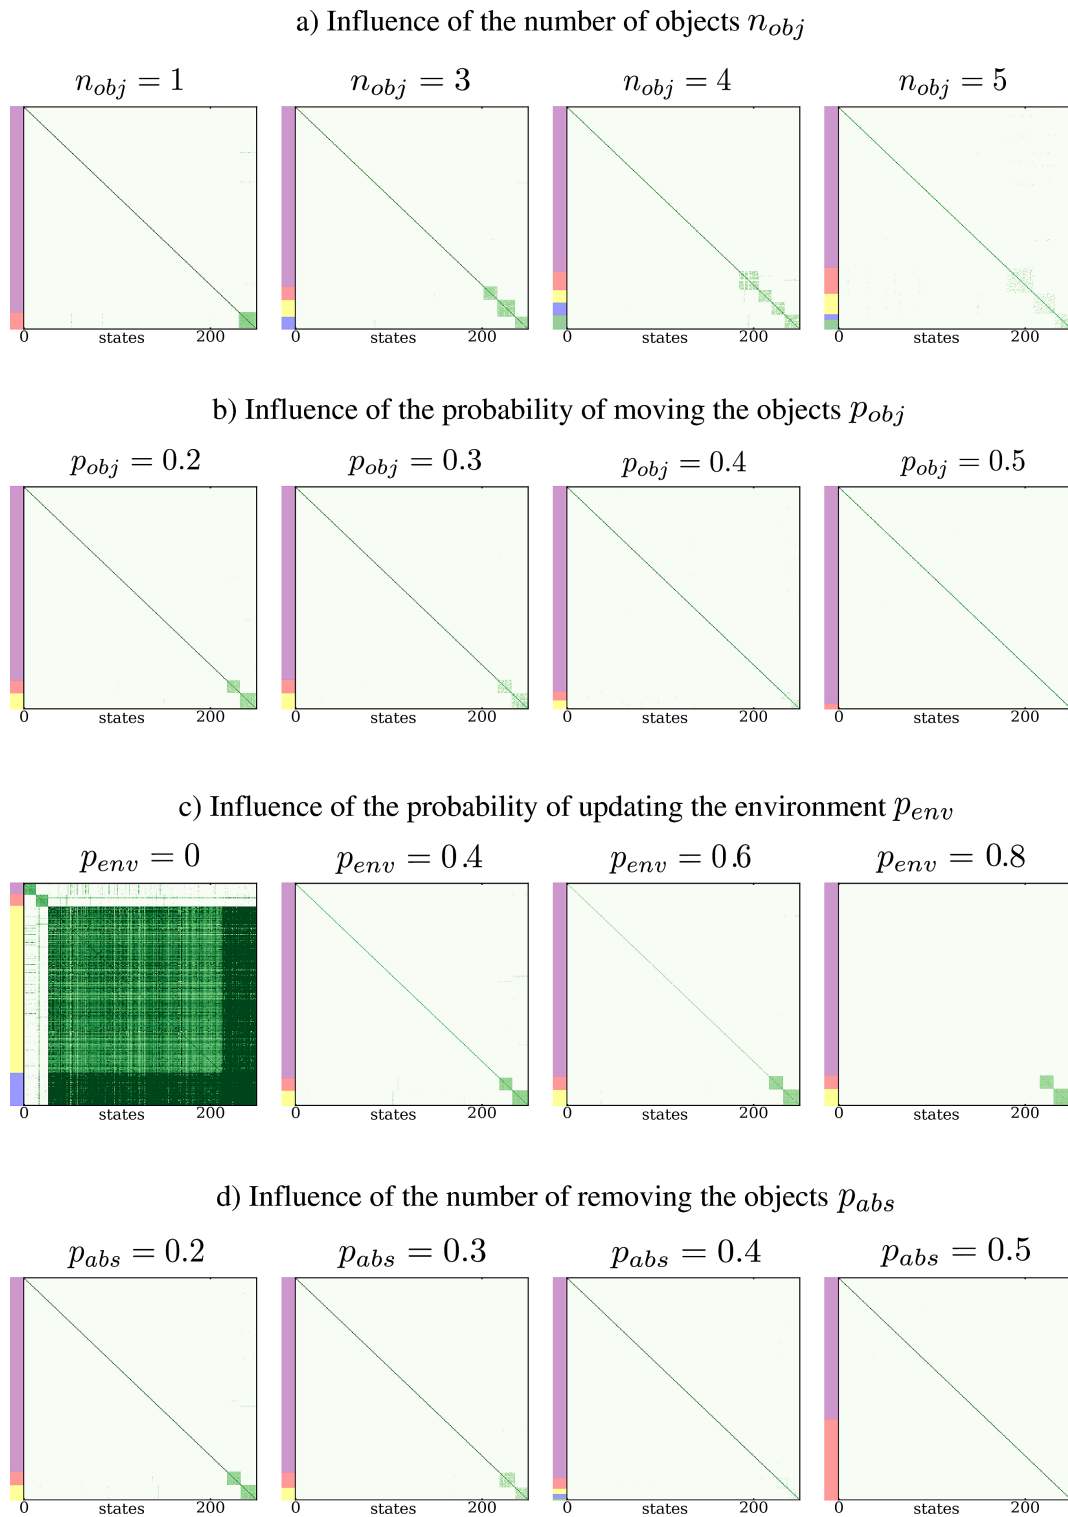 a) Influence of the number of objects n_obj
n_obj = 1 n_obj = 3 n_obj = 4 n_obj = 5
0 states 200 0 states 200 0 states 200 0 states 200
b) Influence of the probability of moving the objects p_obj
p_obj = 0.2 p_obj = 0.3 p_obj = 0.4 p_obj = 0.5
0 states 200 0 states 200 0 states 200 0 states 200
c) Influence of the probability of updating the environment p_env
p_env = 0 p_env = 0.4 p_env = 0.6 p_env = 0.8
0 states 200 0 states 200 0 states 200 0 states 200
d) Influence of the number of removing the objects p_abs
p_abs = 0.2 p_abs = 0.3 p_abs = 0.4 p_abs = 0.5
0 states 200 0 states 200 0 states 200 0 states 200